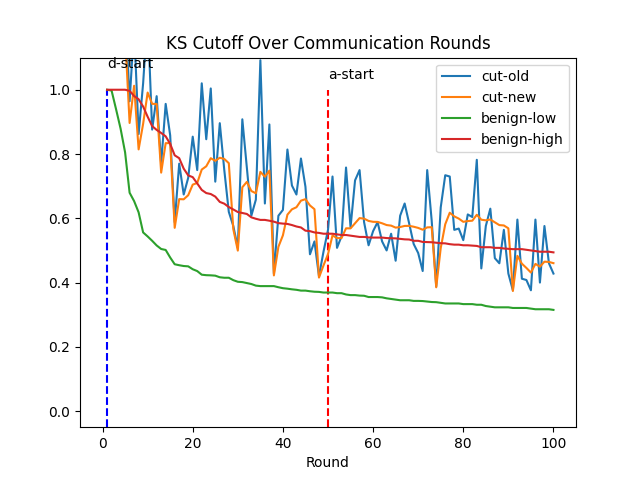 KS Cutoff Over Communication Rounds
d-start
a-start
cut-old
cut-new
benign-low
benign-high
1.0
0.8
0.6
0.4
0.2
0.0
0
20
40
60
80
100
Round